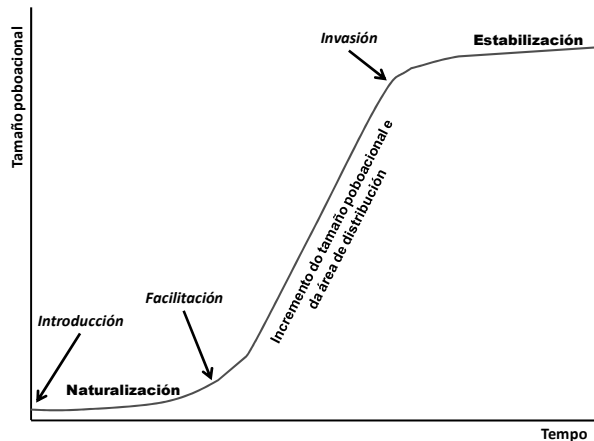 Tamaño poboacional
Invasión
Estabilización
Incremento do tamaño poboacional e
da área de distribución
Facilitación
Introducción
Naturalización
Tempo